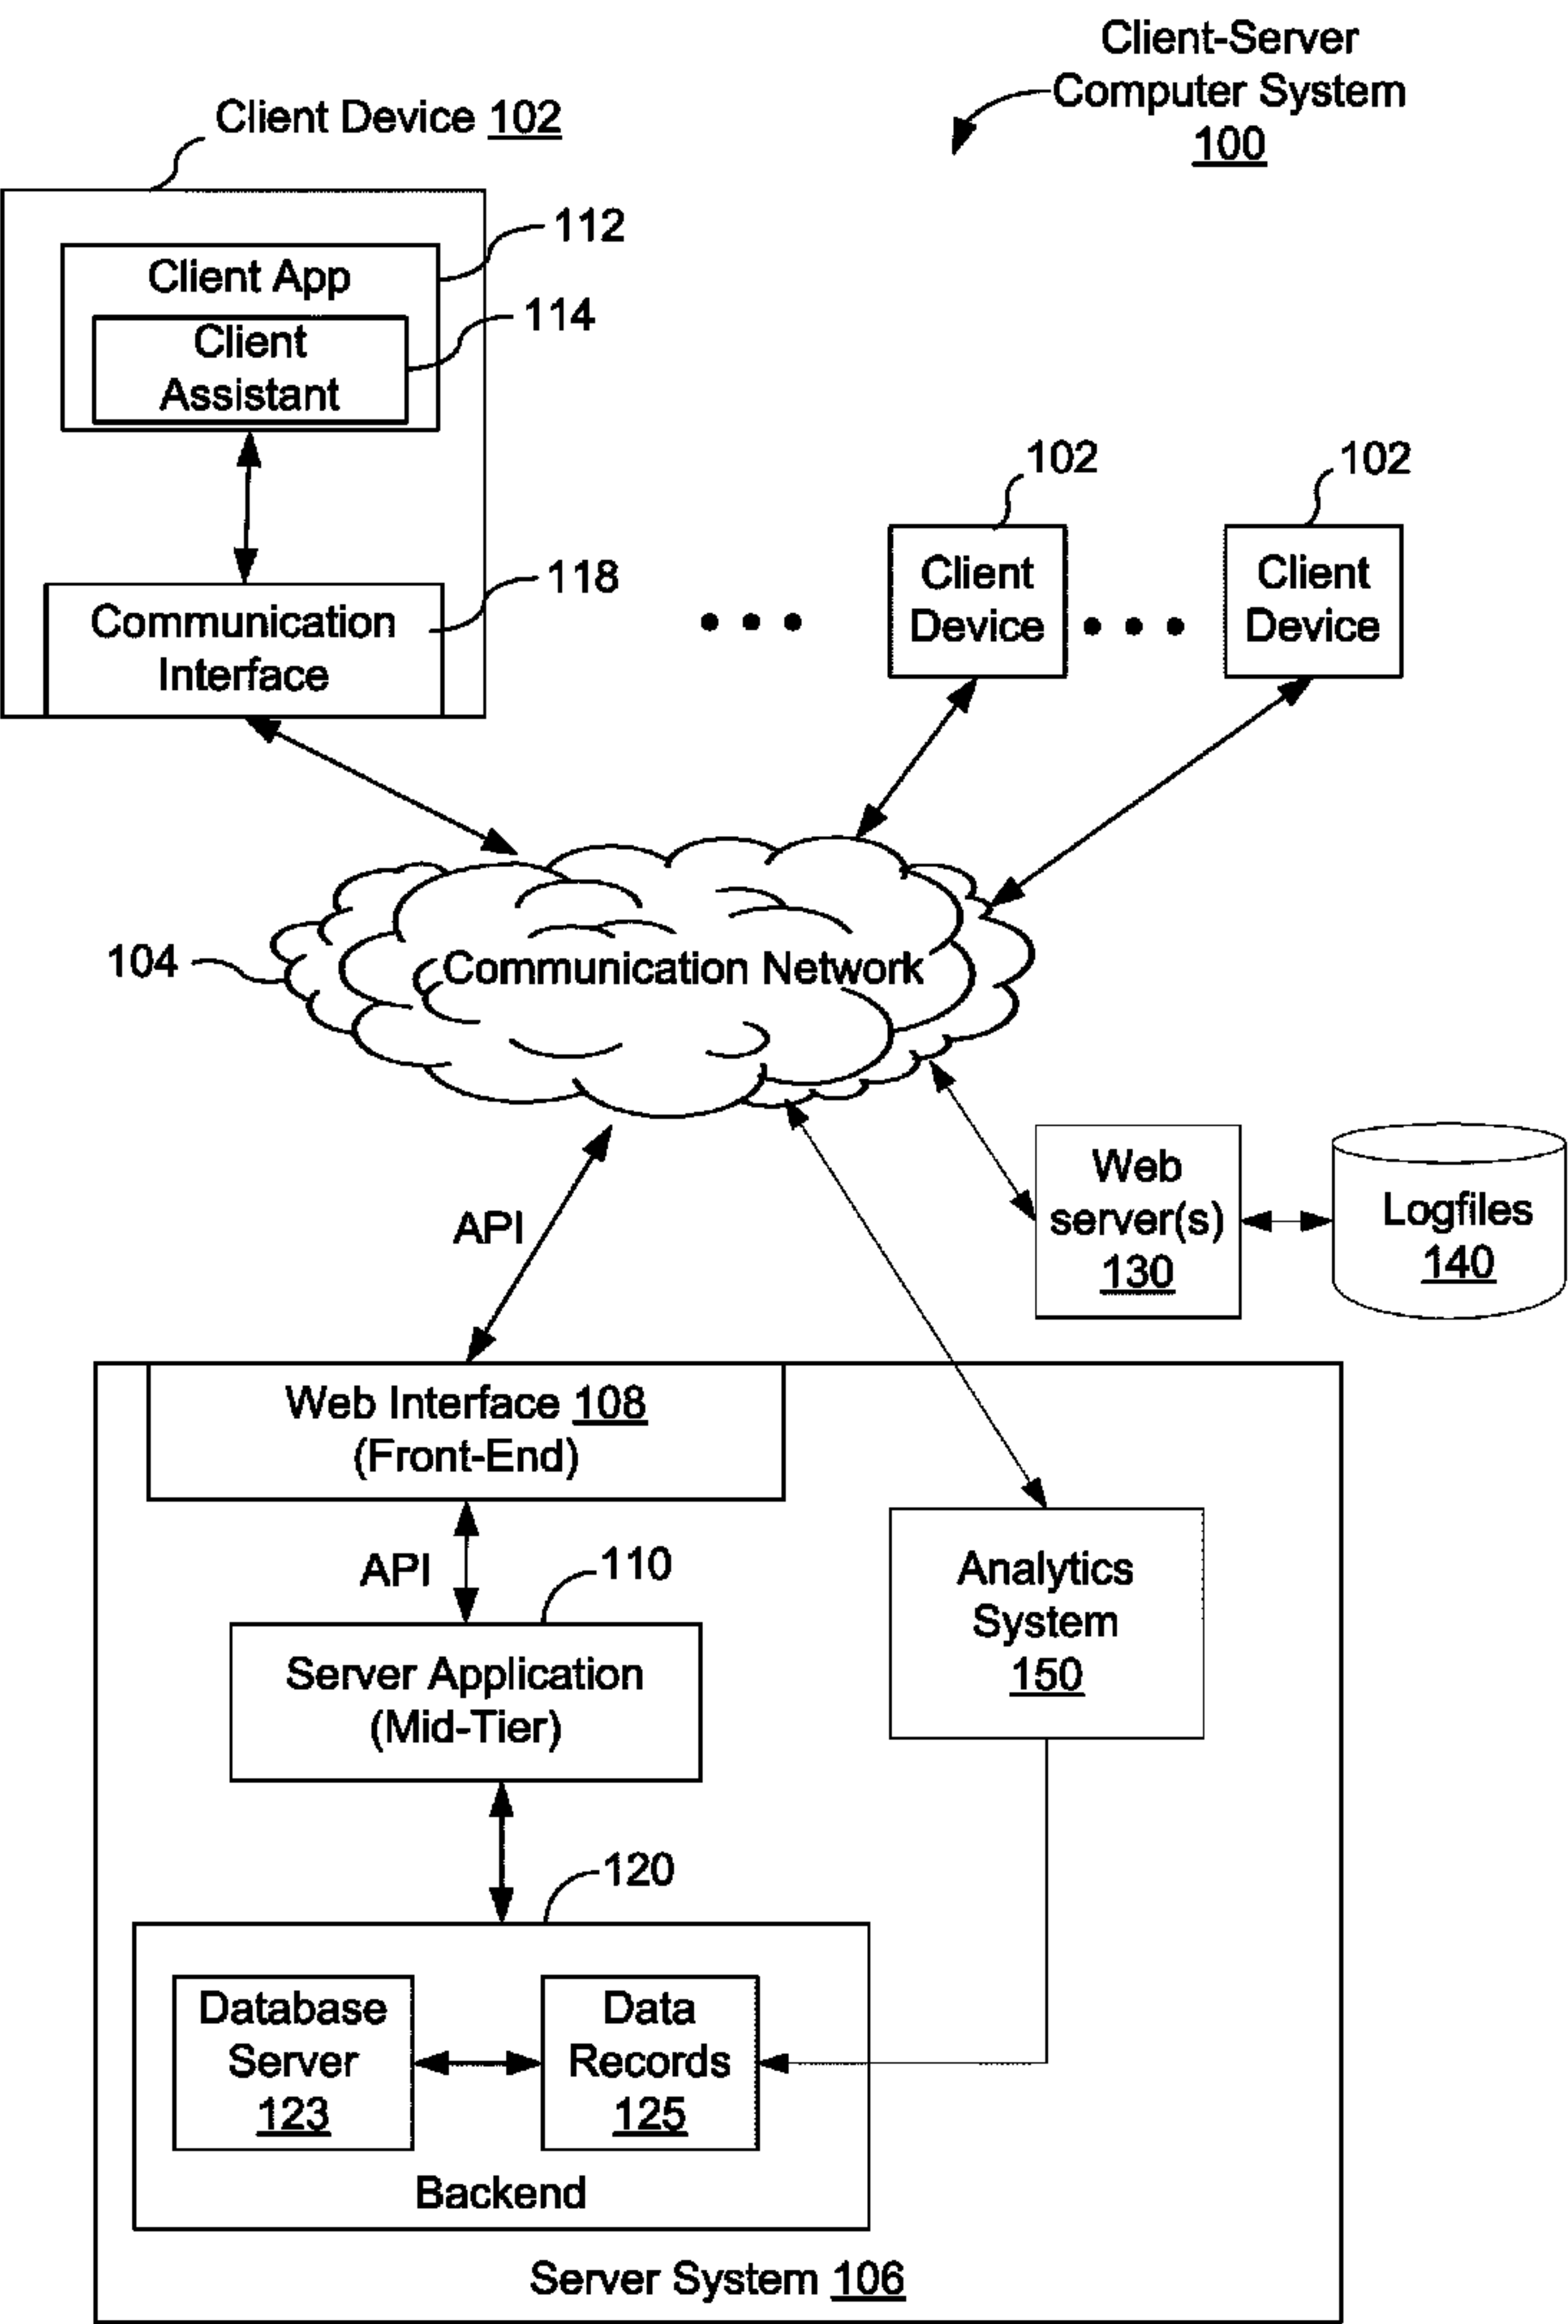 Client-Server
Computer System
100
Client Device 102
112
Client App
114
Client
Assistant
118
Communication
Interface
102
102
• • •
Client
Device
• • •
Client
Device
104
Communication Network
API
Web
server(s)
130
Logfiles
140
Web Interface 108
(Front-End)
API
110
Server Application
(Mid-Tier)
Analytics
System
150
120
Database
Server
123
Data
Records
125
Backend
Server System 106